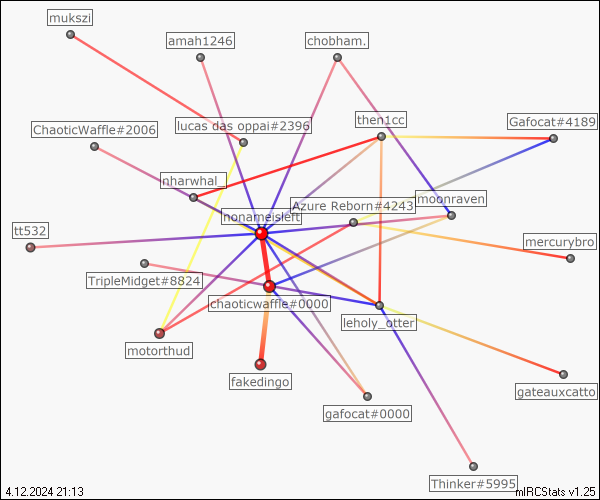 mukszi
amah1246
chobham.
ChaoticWaffle#2006
lucas das oppai#2396
then1cc
Gafocat#4189
nharwhal_
Azure Reborn#4243
moonraven
nonameisleft
tt532
mercurybro
TripleMidget#8824
chaoticwaffle#0000
leholy_otter
motorthud
fakedingo
gateauxcatto
gafocat#0000
Thinker#5995
4.12.2024 21:13
mIRCStats v1.25